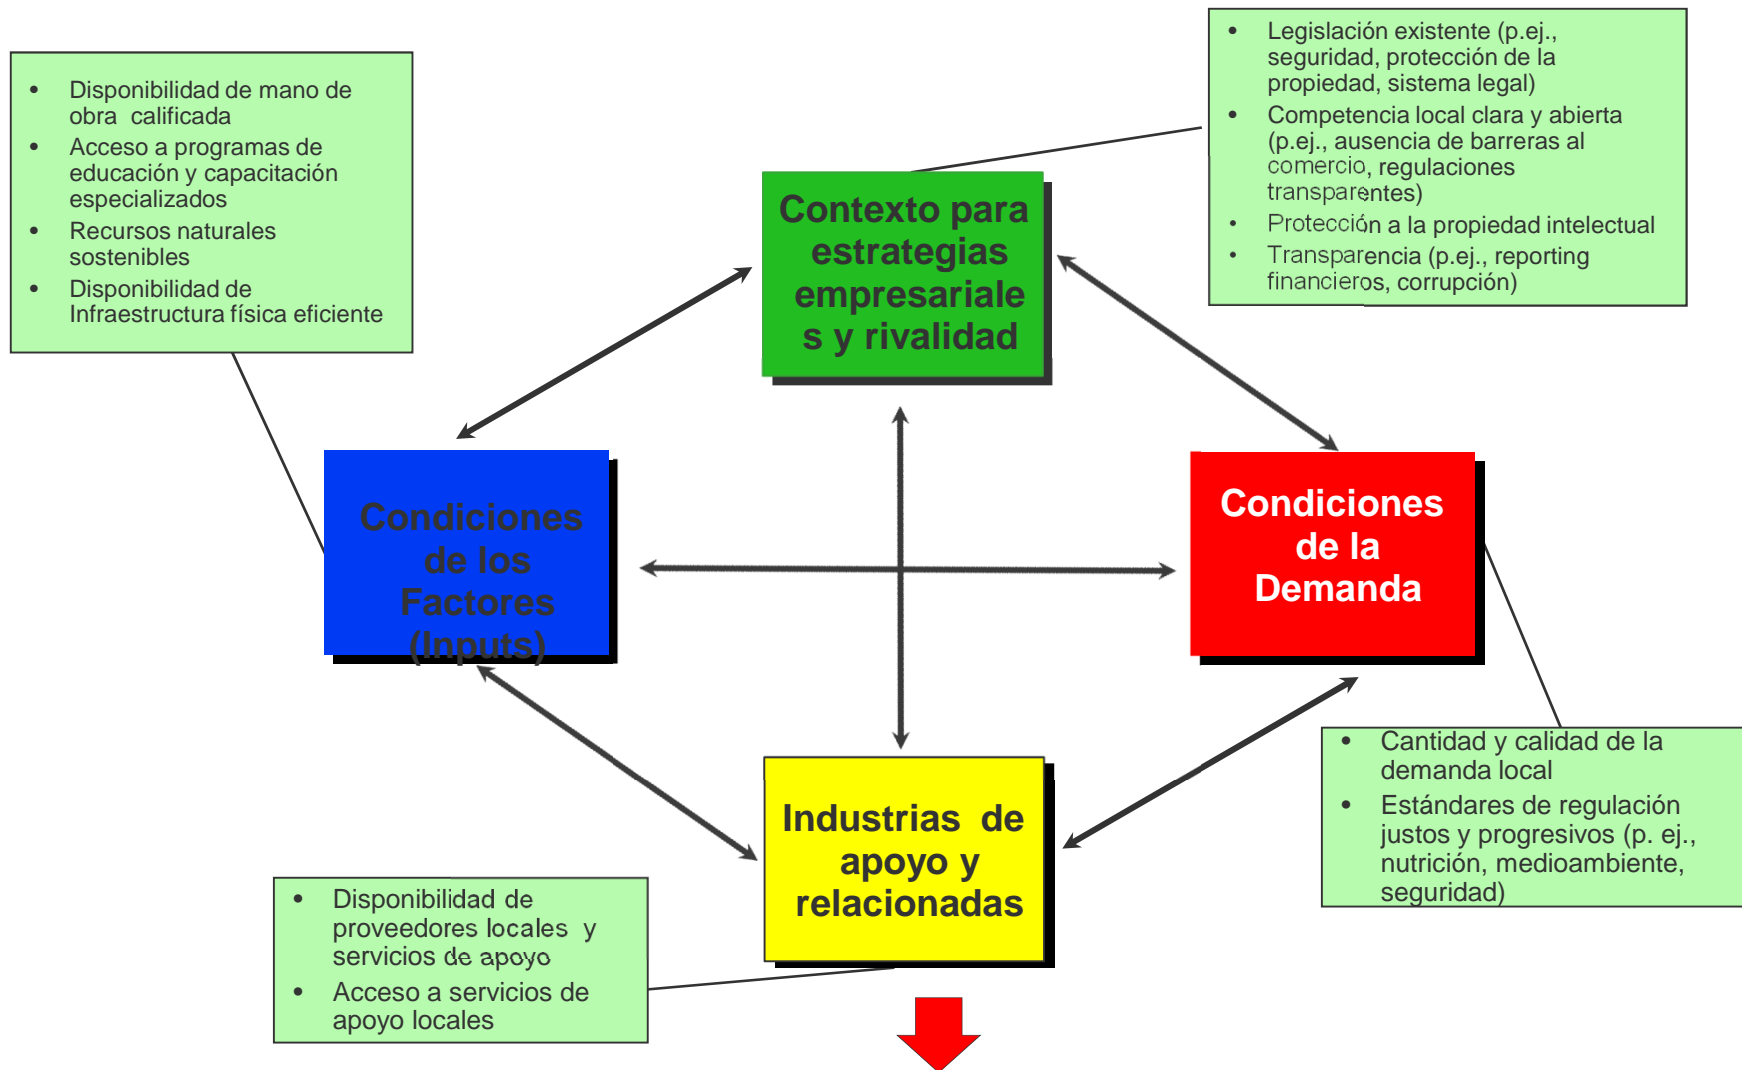 • Disponibilidad de mano de
obra calificada
• Acceso a programas de
educación y capacitación
especializados
• Recursos naturales
sostenibles
• Disponibilidad de
Infraestructura física eficiente
• Legislación existente (p.ej.,
seguridad, protección de la
propiedad, sistema legal)
• Competencia local clara y abierta
(p.ej., ausencia de barreras al
comercio, regulaciones
transparentes)
• Protección a la propiedad intelectual
• Transparencia (p.ej., reporting
financieros, corrupción)
Contexto para
estrategias
empresariale
s y rivalidad
Condiciones
de los
Factores
(Inputs)
Condiciones
de la
Demanda
Industrias de
apoyo y
relacionadas
• Cantidad y calidad de la
demanda local
• Estándares de regulación
justos y progresivos (p. ej.,
nutrición, medioambiente,
seguridad)
• Disponibilidad de
proveedores locales y
servicios de apoyo
• Acceso a servicios de
apoyo locales